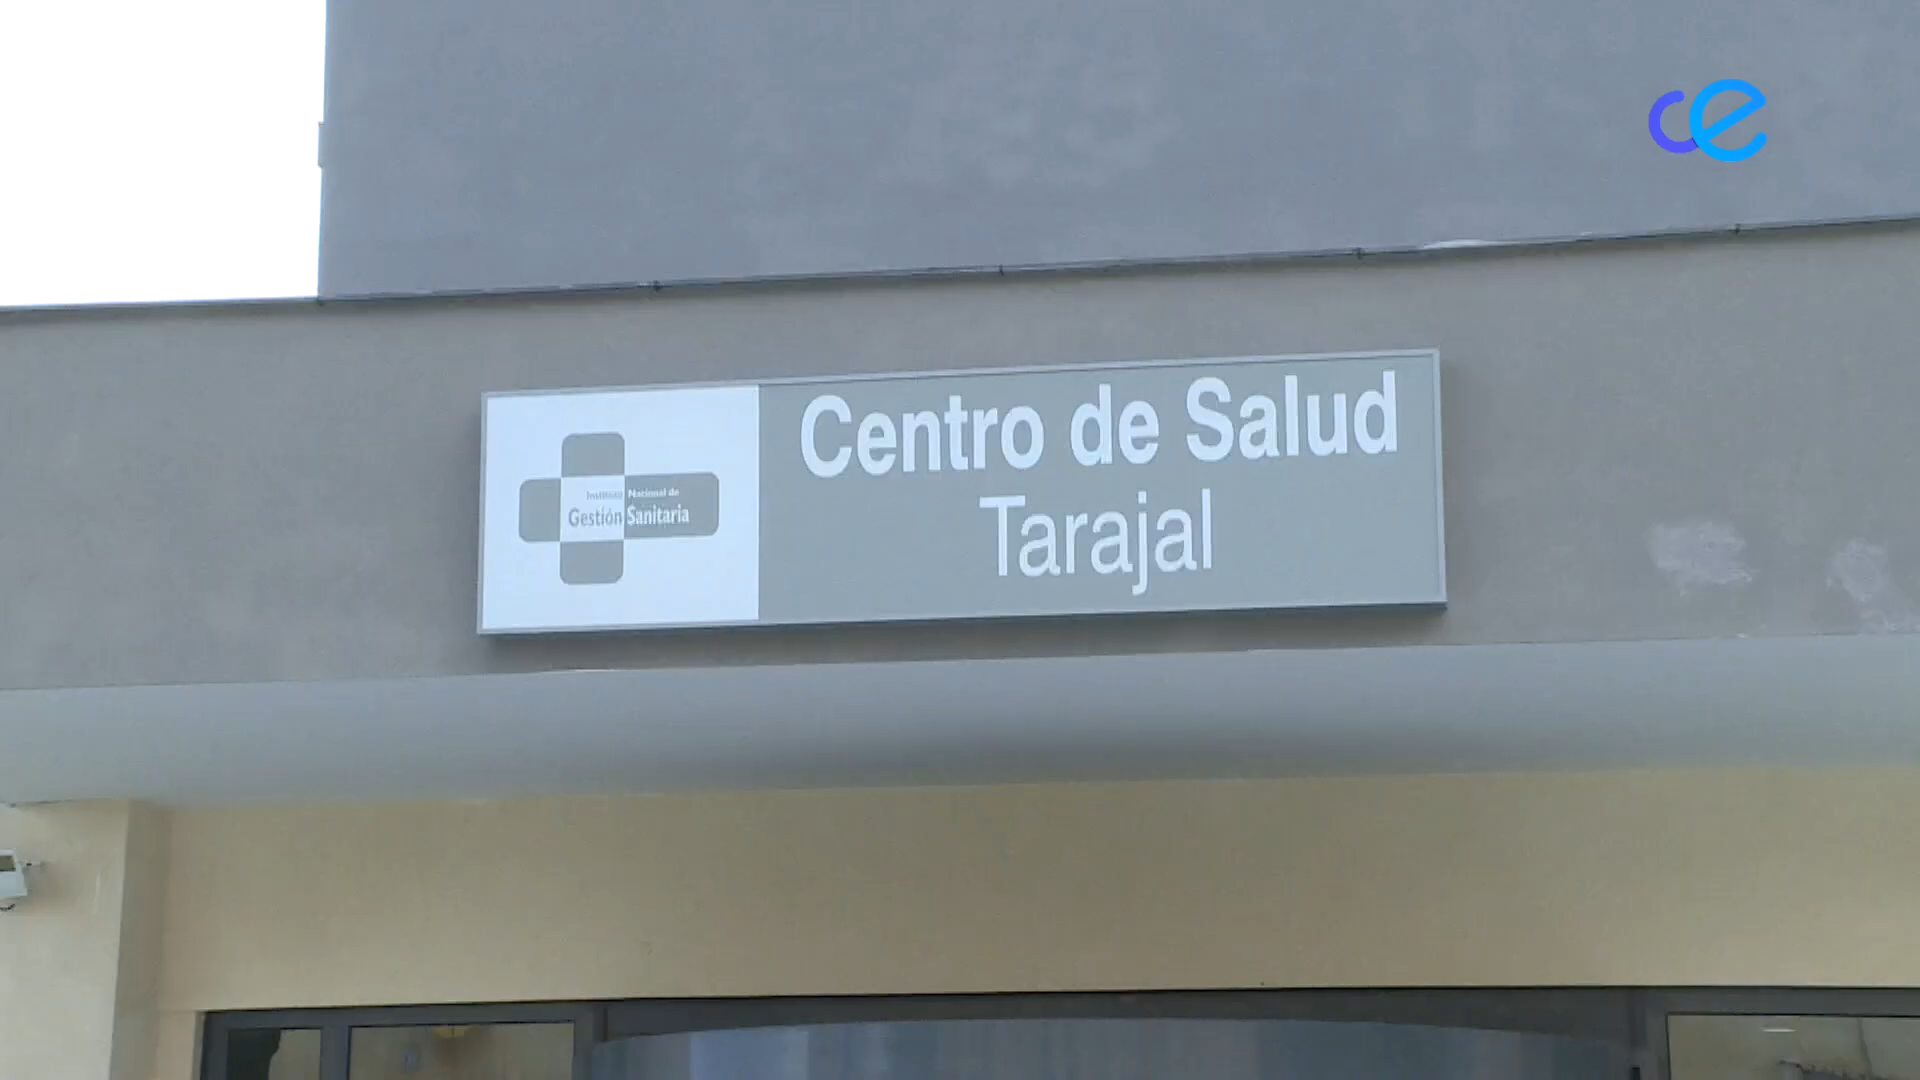 ce
Centro de Salud
Tarajal
Instituto Nacional de
Gestión Sanitaria